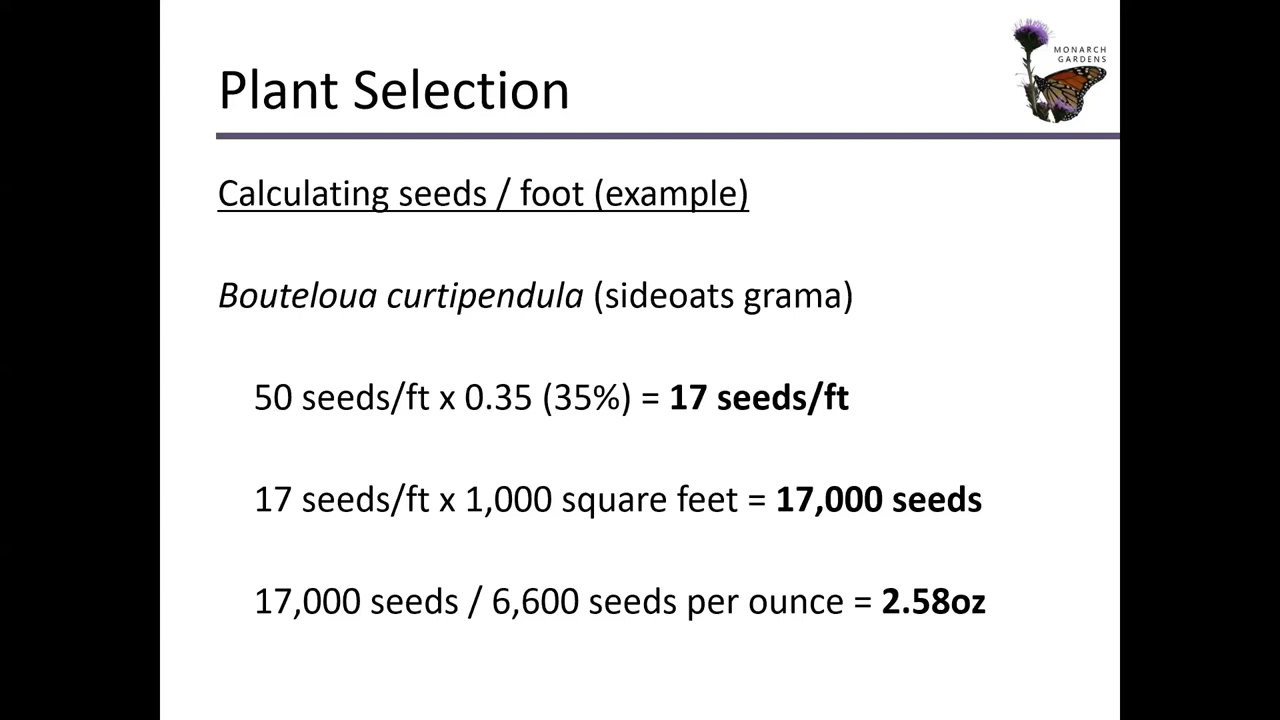 MONARCH
GARDENS
Plant Selection
Calculating seeds / foot (example)
Bouteloua curtipendula (sideoats grama)
50 seeds/ft x 0.35 (35%) = 17 seeds/ft
17 seeds/ft x 1,000 square feet = 17,000 seeds
17,000 seeds / 6,600 seeds per ounce = 2.58oz